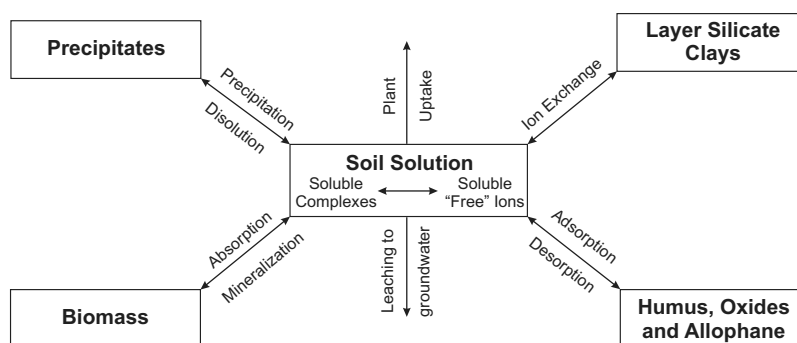 Precipitates
Layer Silicate
Clays
Precipitation
Disolution
Plant
Uptake
Ion Exchange
Soil Solution
Soluble
Complexes
Soluble
“Free” Ions
Absorption
Mineralization
Leaching to
groundwater
Adsorption
Desorption
Biomass
Humus, Oxides
and Allophane